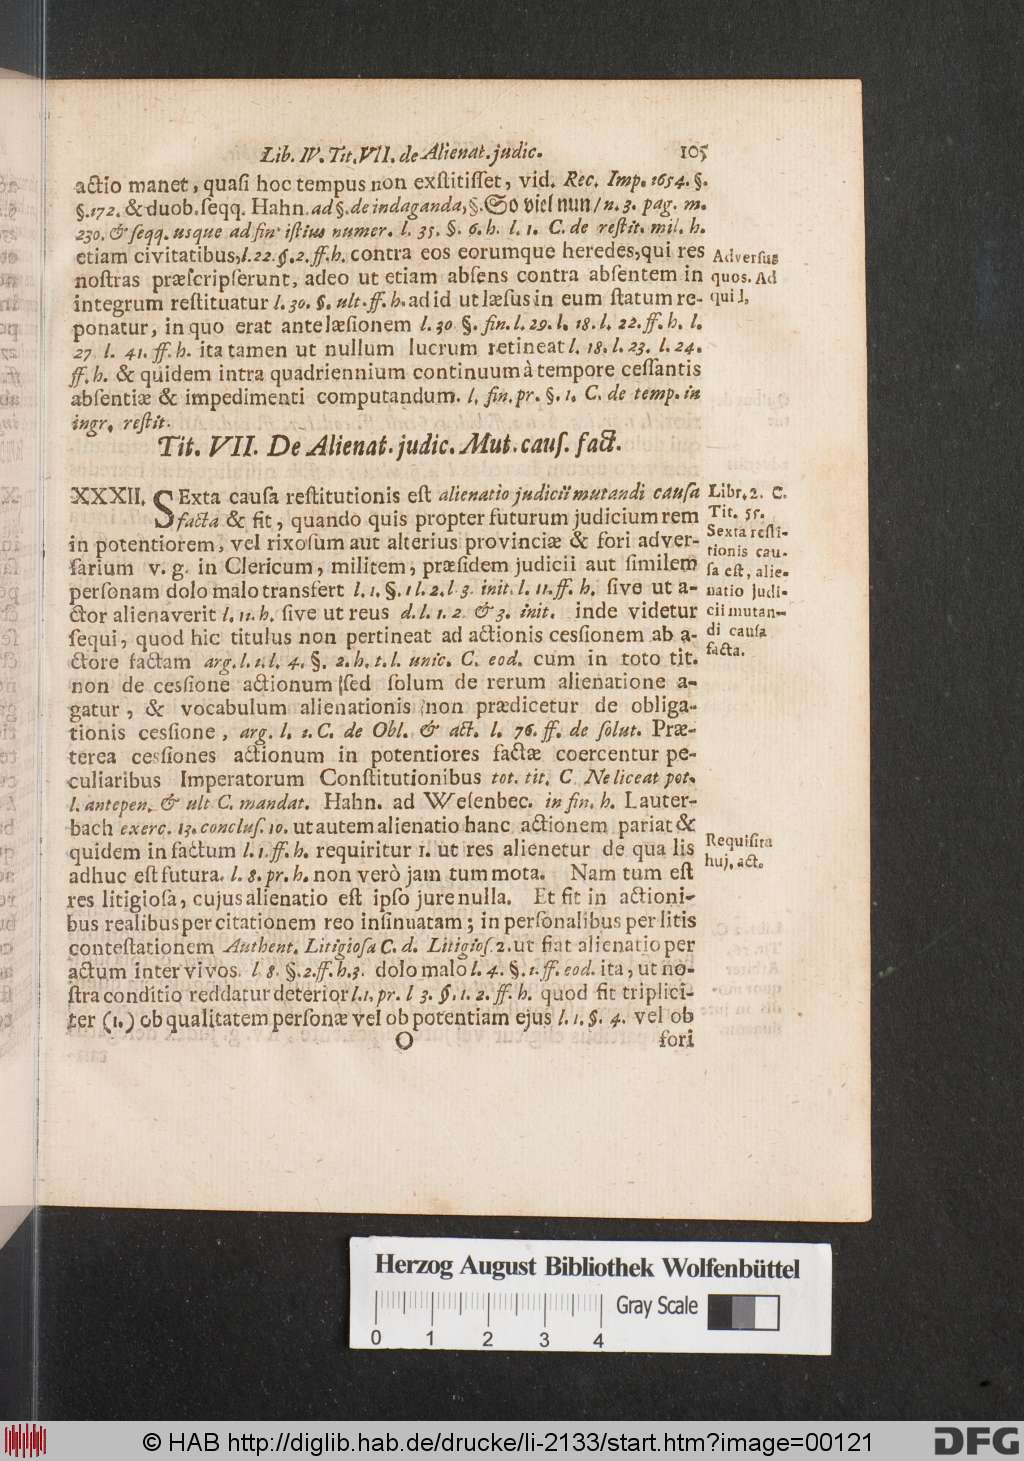 Lib. IV. Tit. VII. de Alienat. judic. 105
actio manet, quasi hoc tempus non exstitisset, vid. Rec. Imp. 1654. §.
§. 172. & duob. seqq. Hahn. ad §. de indaganda, §. So viel nun / n. 3. pag. m.
230. & seqq. usque ad fin istius numer. l. 35. §. 6. h. l. 1. C. de restit. mil. h.
etiam civitatibus, l. 22. §. 2. ff. h. contra eos eorumque heredes, qui res
nostras præscripserunt, adeo ut etiam absens contra absentem in
integrum restituatur l. 30. §. ult. ff. h. ad id ut læsus in eum statum re-
ponatur, in quo erat ante læsionem l. 30 §. fin. l. 29. l. 18. l. 22. ff. h. l.
27 l. 41. ff. h. ita tamen ut nullum lucrum retineat l. 18. l. 23. l. 24.
ff. h. & quidem intra quadriennium continuum à tempore cessantis
absentiæ & impedimenti computandum. l. fin. pr. §. 1. C. de temp. in
ingr. restit.
Adversus
quos. Ad
qui l,
Tit. VII. De Alienat. judic. Mut. caus. fact.
XXXII. SExta causa restitutionis est alienatio judicii mutandi causa
facta & fit, quando quis propter futurum judicium rem
in potentiorem, vel rixosum aut alterius provinciæ & fori adver-
sarium v. g. in Clericum, militem, præsidem judicii aut similem
personam dolo malo transfert l. 1. §. 1 l. 2. l 3. init. l. 11. ff. h. sive ut a-
ctor alienaverit l. 11. h. sive ut reus d. l. 1. 2. & 3. init. inde videtur
sequi, quod hic titulus non pertineat ad actionis cessionem ab a-
ctore factam arg. l. 1. l. 4. §. 2. h. t. l. unic. C. eod. cum in toto tit.
non de cessione actionum sed solum de rerum alienatione a-
gatur, & vocabulum alienationis non prædicetur de obliga-
tionis cessione, arg. l. 1. C. de Obl. & act. l. 76. ff. de solut. Præ-
terea cessiones actionum in potentiores factæ coercentur pe-
culiaribus Imperatorum Constitutionibus tot. tit. C. Ne liceat pot.
l. antepen. & ult C. mandat. Hahn. ad Wesenbec. in fin. h. Lauter-
bach exerc. 13. conclus. 10. ut autem alienatio hanc actionem pariat &
quidem in factum l. 1. ff. h. requiritur 1. ut res alienetur de qua lis
adhuc est futura. l. 8. pr. h. non verò jam tum mota. Nam tum est
res litigiosa, cujus alienatio est ipso jure nulla. Et fit in actioni-
bus realibus per citationem reo insinuatam; in personalibus per litis
contestationem Authent. Litigiosa C. d. Litigios. 2. ut fiat alienatio per
actum inter vivos. l 8. §. 2. ff. h. 3. dolo malo l. 4. §. 1. ff. eod. ita, ut no-
stra conditio reddatur deterior l. 1. pr. l 3. §. 1. 2. ff. h. quod fit triplici-
ter (1.) ob qualitatem personæ vel ob potentiam ejus l. 1. §. 4. vel ob
O fori
Libr. 2. C.
Tit. 55.
Sexta resti-
tionis cau-
sa est, alie-
natio judi-
cii mutan-
di causa
facta.
Requisita
huj. act.
Herzog August Bibliothek Wolfenbüttel
Gray Scale
0 1 2 3 4
© HAB http://diglib.hab.de/drucke/li-2133/start.htm?image=00121
DFG